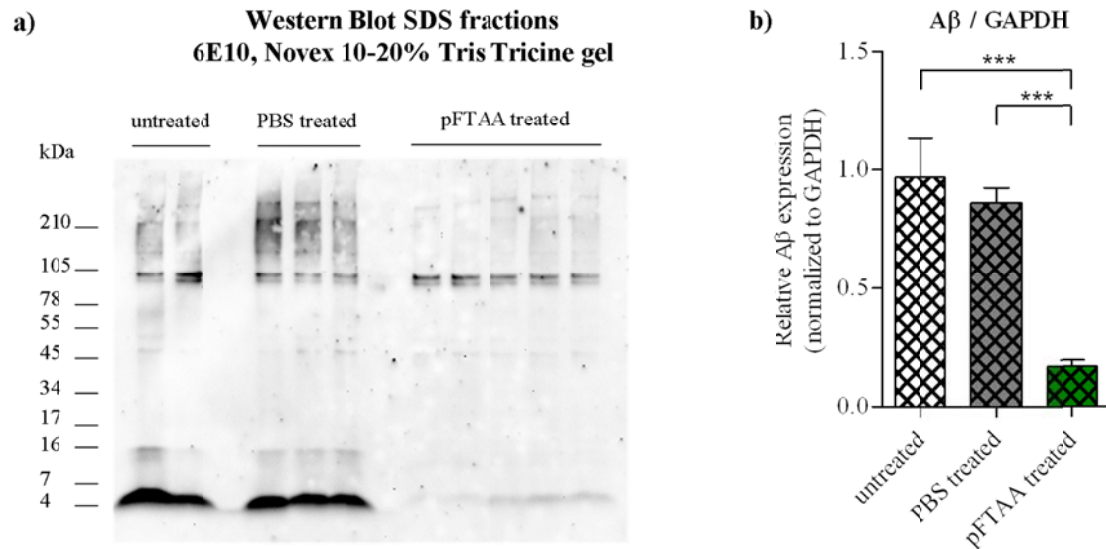 a)
Western Blot SDS fractions
6E10, Novex 10-20% Tris Tricine gel
untreated
PBS treated
pFTAA treated
kDa
210
105
78
55
45
34
17
16
7
4
b)
Aβ / GAPDH
Relative Aβ expression
(normalized to GAPDH)
1.5
1.0
0.5
0.0
***
***
untreated
PBS treated
pFTAA treated